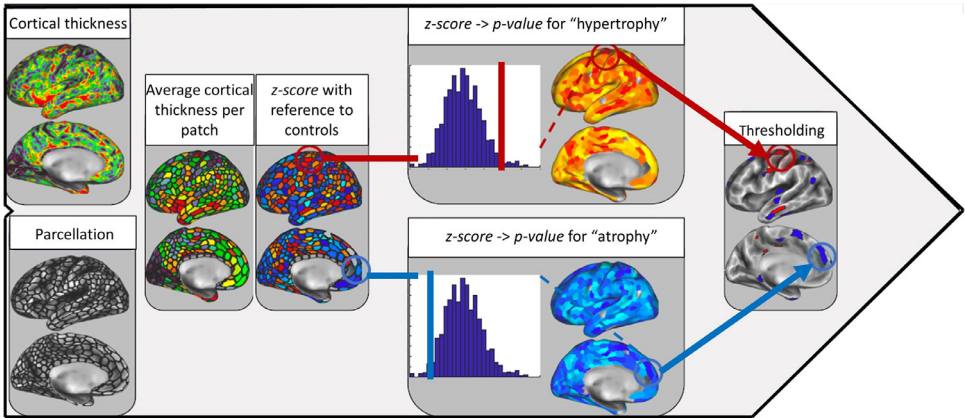 Cortical thickness
Parcellation
Average cortical
thickness per
patch
z-score with
reference to
controls
z-score -> p-value for “hypertrophy”
z-score -> p-value for “atrophy”
Thresholding